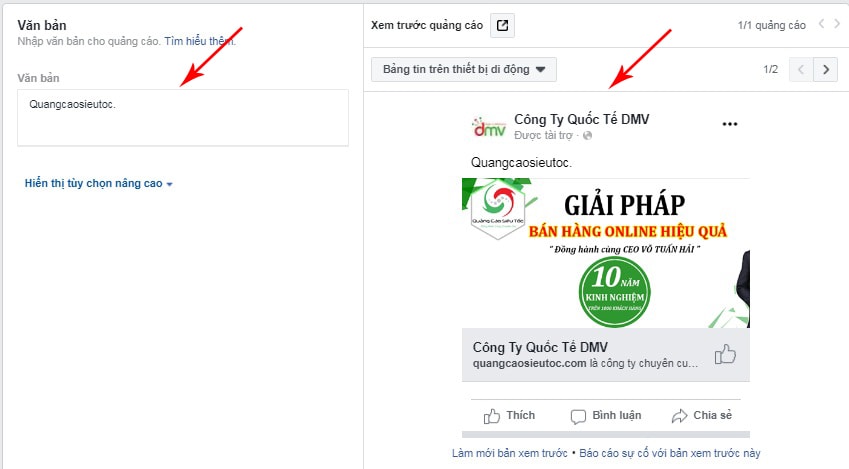 Văn bản
Nhập văn bản cho quảng cáo. Tìm hiểu thêm.
Văn bản
Quangcaosieutoc.
Hiển thị tùy chọn nâng cao
Xem trước quảng cáo
1/1 quảng cáo
Bảng tin trên thiết bị di động
1/2
dmv
Công Ty Quốc Tế DMV
Được tài trợ ·
Quangcaosieutoc.
Quảng Cáo Siêu Tốc
GIẢI PHÁP
BÁN HÀNG ONLINE HIỆU QUẢ
" Đồng hành cùng CEO VÕ TUẤN HẢI "
10 NĂM
KINH NGHIỆM
TRÊN 1000 KHÁCH HÀNG
Công Ty Quốc Tế DMV
quangcaosieutoc.com là công ty chuyên cu…
Thích
Bình luận
Chia sẻ
Làm mới bản xem trước • Báo cáo sự cố với bản xem trước này